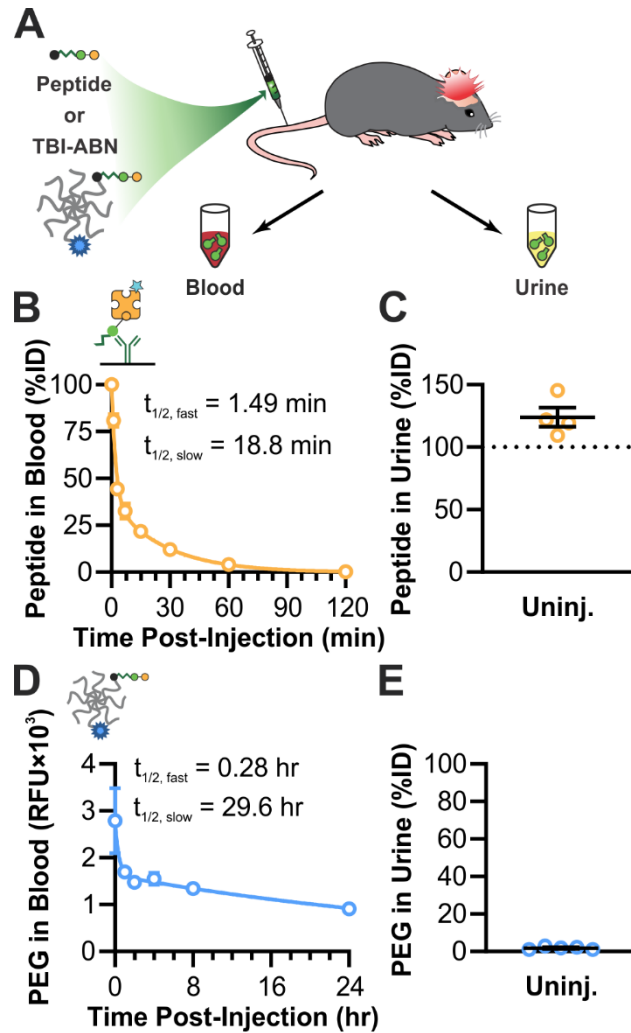 A
Peptide
or
TBI-ABN
Blood
Urine
B
Peptide in Blood (%ID)
100
75
50
25
0
t1/2, fast = 1.49 min
t1/2, slow = 18.8 min
0 30 60 90 120
Time Post-Injection (min)
C
Peptide in Urine (%ID)
150
100
50
0
Uninj.
D
PEG in Blood (RFU×10³)
4
3
2
1
0
t1/2, fast = 0.28 hr
t1/2, slow = 29.6 hr
0 8 16 24
Time Post-Injection (hr)
E
PEG in Urine (%ID)
100
80
60
40
20
0
Uninj.